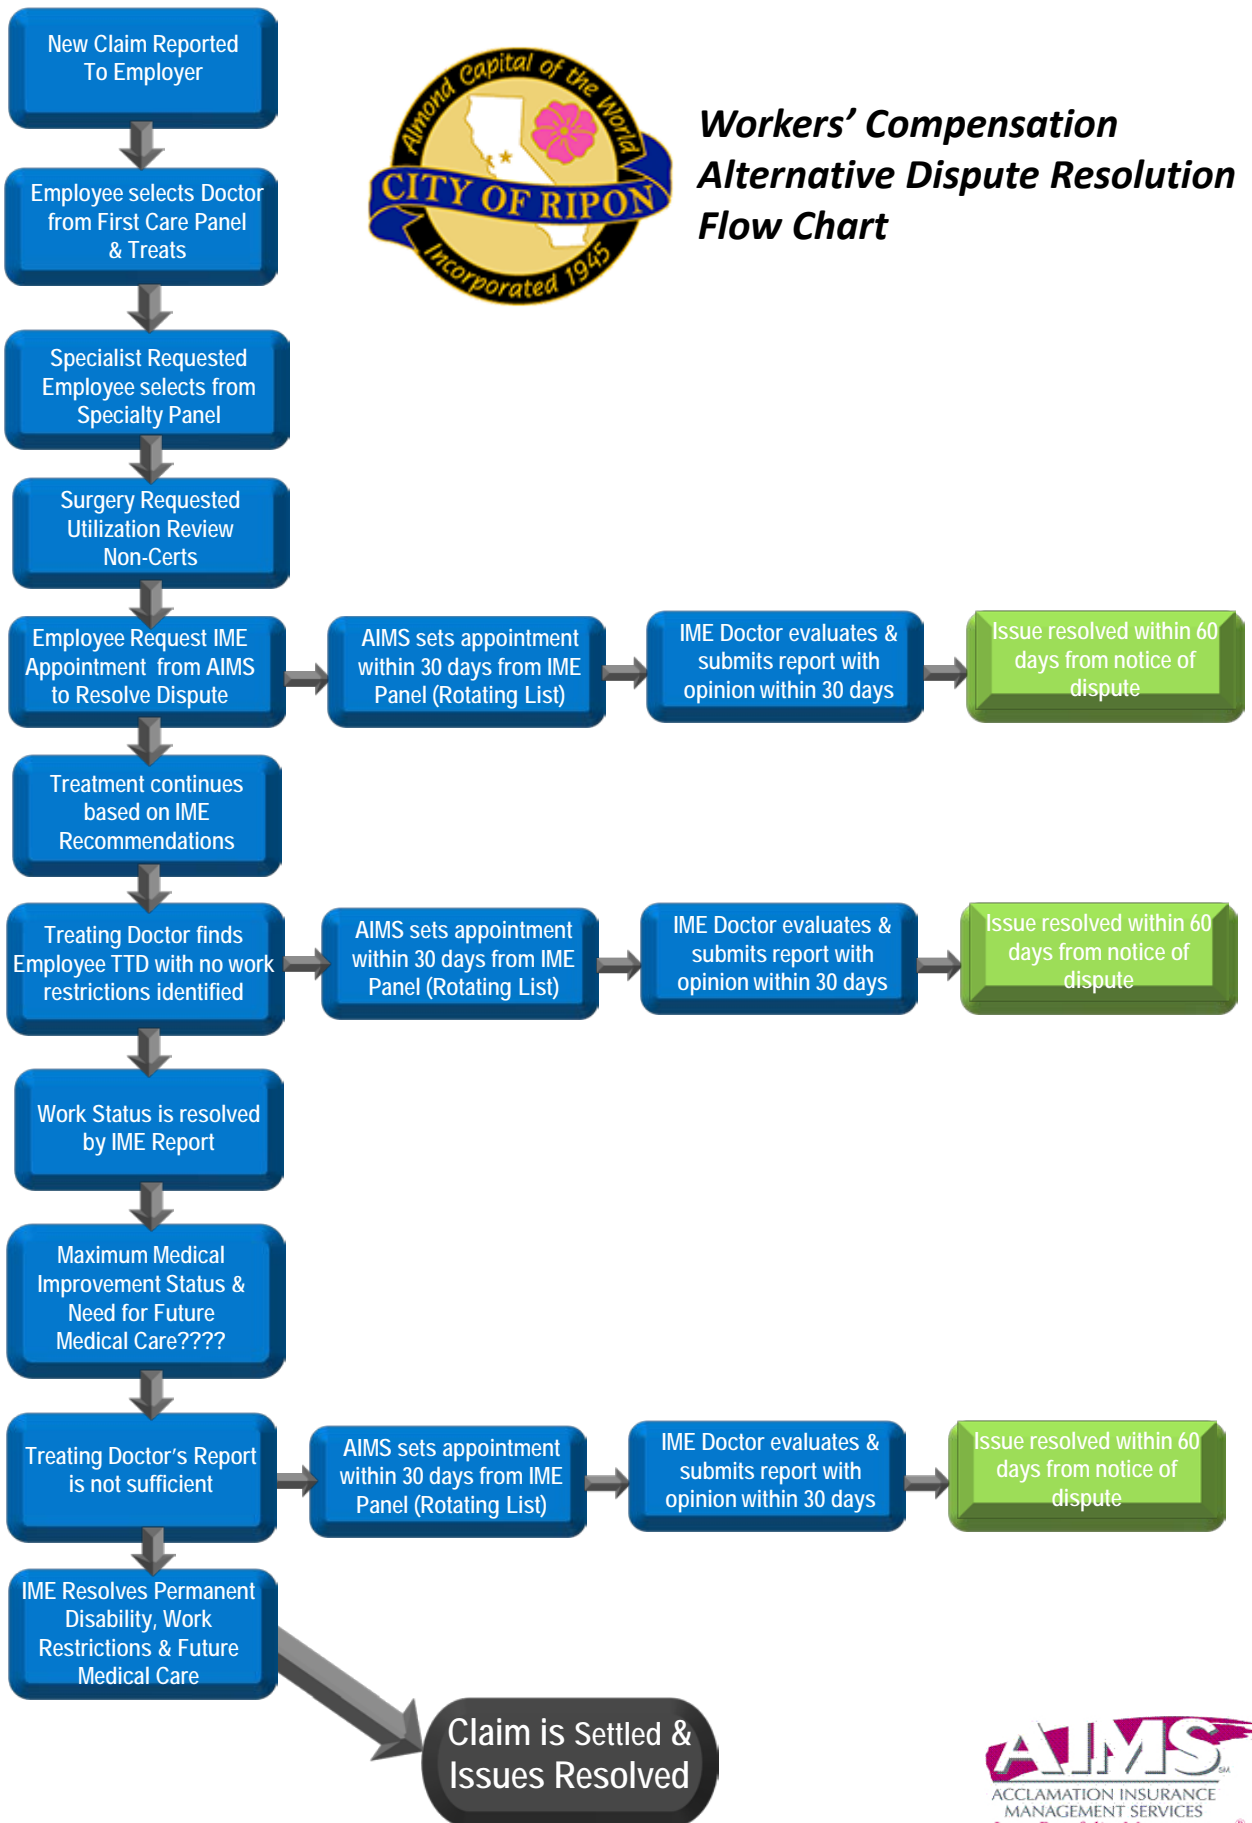 New Claim Reported
To Employer
Almond Capital of the World
CITY OF RIPON
Incorporated 1945
Workers’ Compensation
Alternative Dispute Resolution
Flow Chart
Employee selects Doctor
from First Care Panel
& Treats
Specialist Requested
Employee selects from
Specialty Panel
Surgery Requested
Utilization Review
Non-Certs
Employee Request IME
Appointment from AIMS
to Resolve Dispute
AIMS sets appointment
within 30 days from IME
Panel (Rotating List)
IME Doctor evaluates &
submits report with
opinion within 30 days
Issue resolved within 60
days from notice of
dispute
Treatment continues
based on IME
Recommendations
Treating Doctor finds
Employee TTD with no work
restrictions identified
AIMS sets appointment
within 30 days from IME
Panel (Rotating List)
IME Doctor evaluates &
submits report with
opinion within 30 days
Issue resolved within 60
days from notice of
dispute
Work Status is resolved
by IME Report
Maximum Medical
Improvement Status &
Need for Future
Medical Care????
Treating Doctor’s Report
is not sufficient
AIMS sets appointment
within 30 days from IME
Panel (Rotating List)
IME Doctor evaluates &
submits report with
opinion within 30 days
Issue resolved within 60
days from notice of
dispute
IME Resolves Permanent
Disability, Work
Restrictions & Future
Medical Care
Claim is Settled &
Issues Resolved
AIMS SM
ACCLAMATION INSURANCE
MANAGEMENT SERVICES